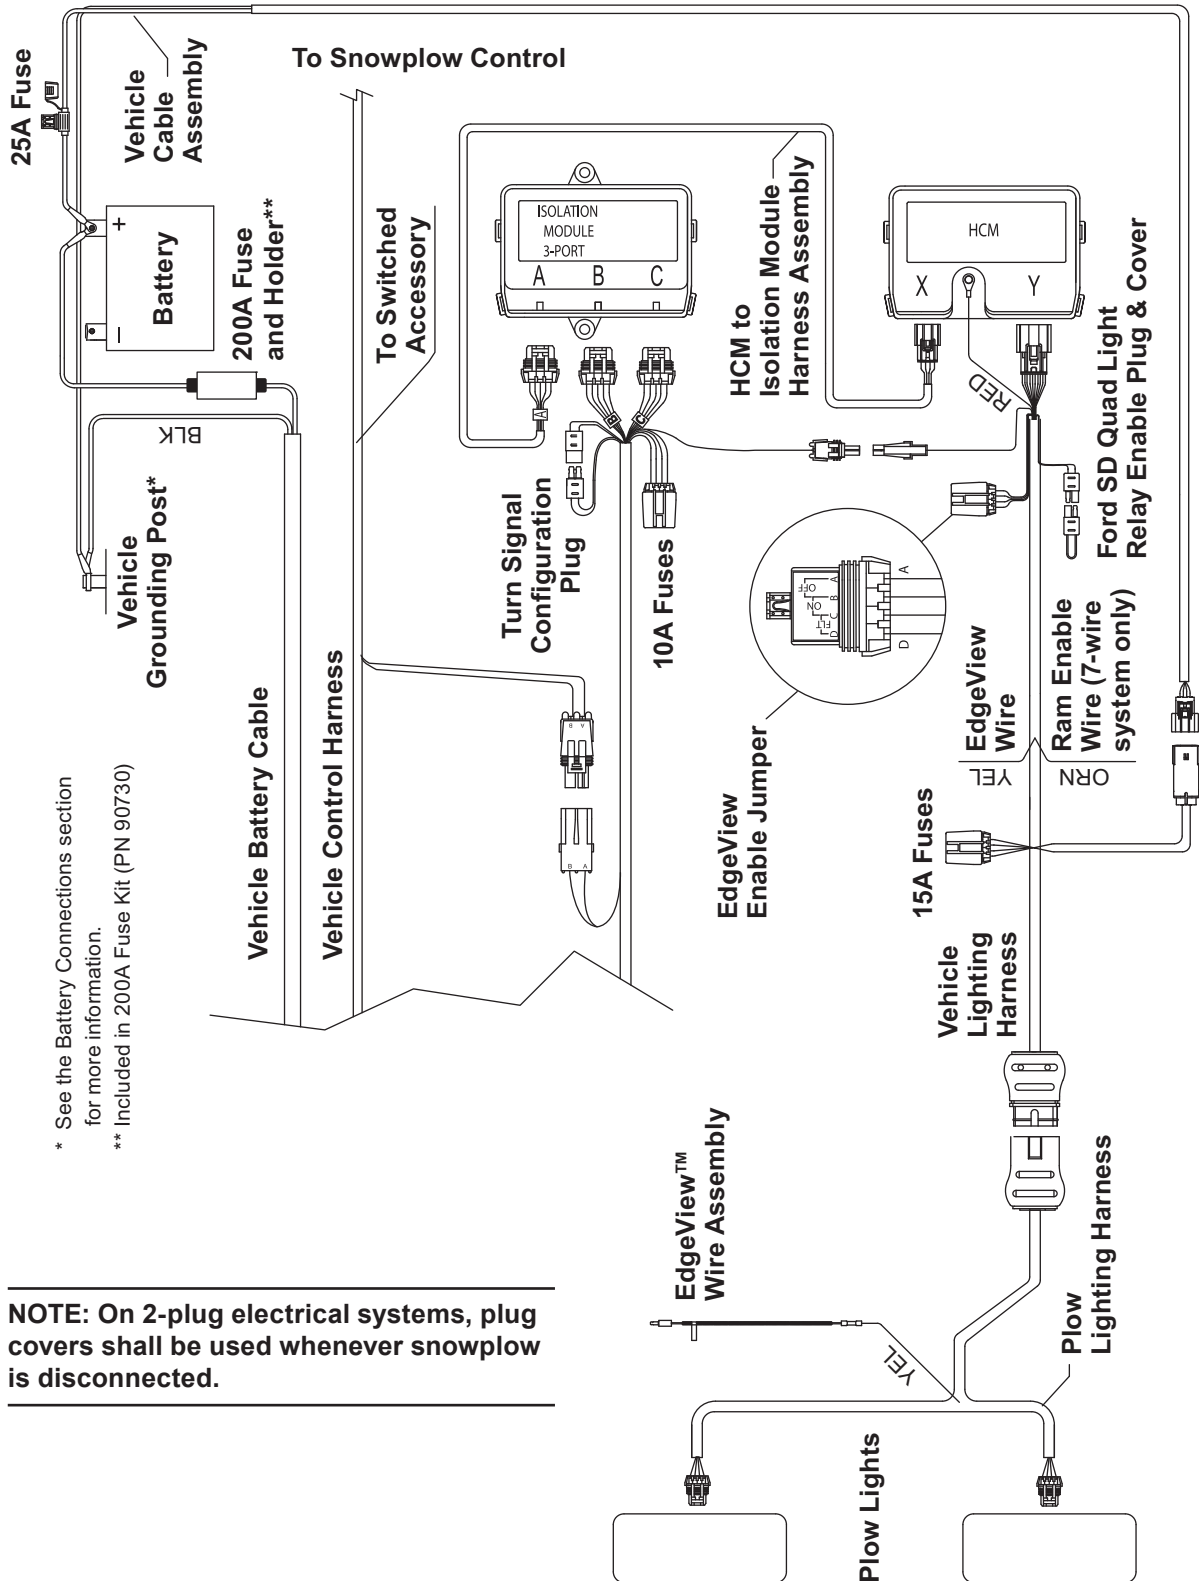 25A Fuse
Vehicle
Cable
Assembly
To Snowplow Control
+
−
Battery
200A Fuse
and Holder**
To Switched
Accessory
BLK
Vehicle
Grounding Post*
ISOLATION
MODULE
3-PORT
A B C
HCM to
Isolation Module
Harness Assembly
HCM
X Y
RED
Ford SD Quad Light
Relay Enable Plug & Cover
A
B
C
Turn Signal
Configuration
Plug
10A Fuses
OFF
ON
FLT
A
B
C
D
A
D
EdgeView
Enable Jumper
EdgeView
Wire
YEL
Ram Enable
Wire (7-wire
system only)
ORN
15A Fuses
Vehicle Battery Cable
Vehicle Control Harness
B
A
B
A
* See the Battery Connections section
for more information.
** Included in 200A Fuse Kit (PN 90730)
Vehicle
Lighting
Harness
EdgeView™
Wire Assembly
YEL
Plow
Lighting Harness
Plow Lights
NOTE: On 2-plug electrical systems, plug
covers shall be used whenever snowplow
is disconnected.